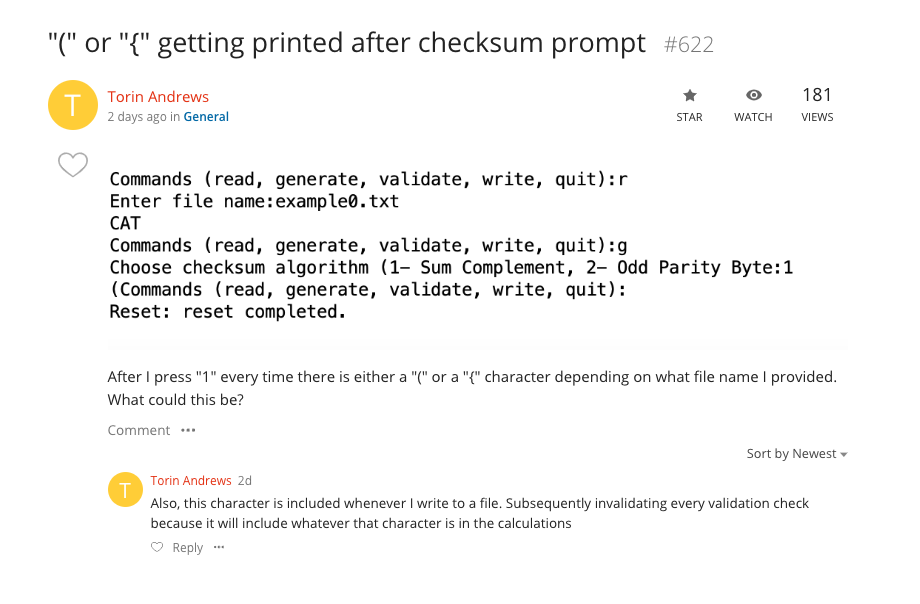 "(" or "{" getting printed after checksum prompt #622
T
Torin Andrews
2 days ago in General
STAR
WATCH
181
VIEWS
Commands (read, generate, validate, write, quit):r
Enter file name:example0.txt
CAT
Commands (read, generate, validate, write, quit):g
Choose checksum algorithm (1– Sum Complement, 2– Odd Parity Byte:1
(Commands (read, generate, validate, write, quit):
Reset: reset completed.
After I press "1" every time there is either a "(" or a "{" character depending on what file name I provided.
What could this be?
Comment •••
Sort by Newest
T
Torin Andrews 2d
Also, this character is included whenever I write to a file. Subsequently invalidating every validation check
because it will include whatever that character is in the calculations
Reply •••